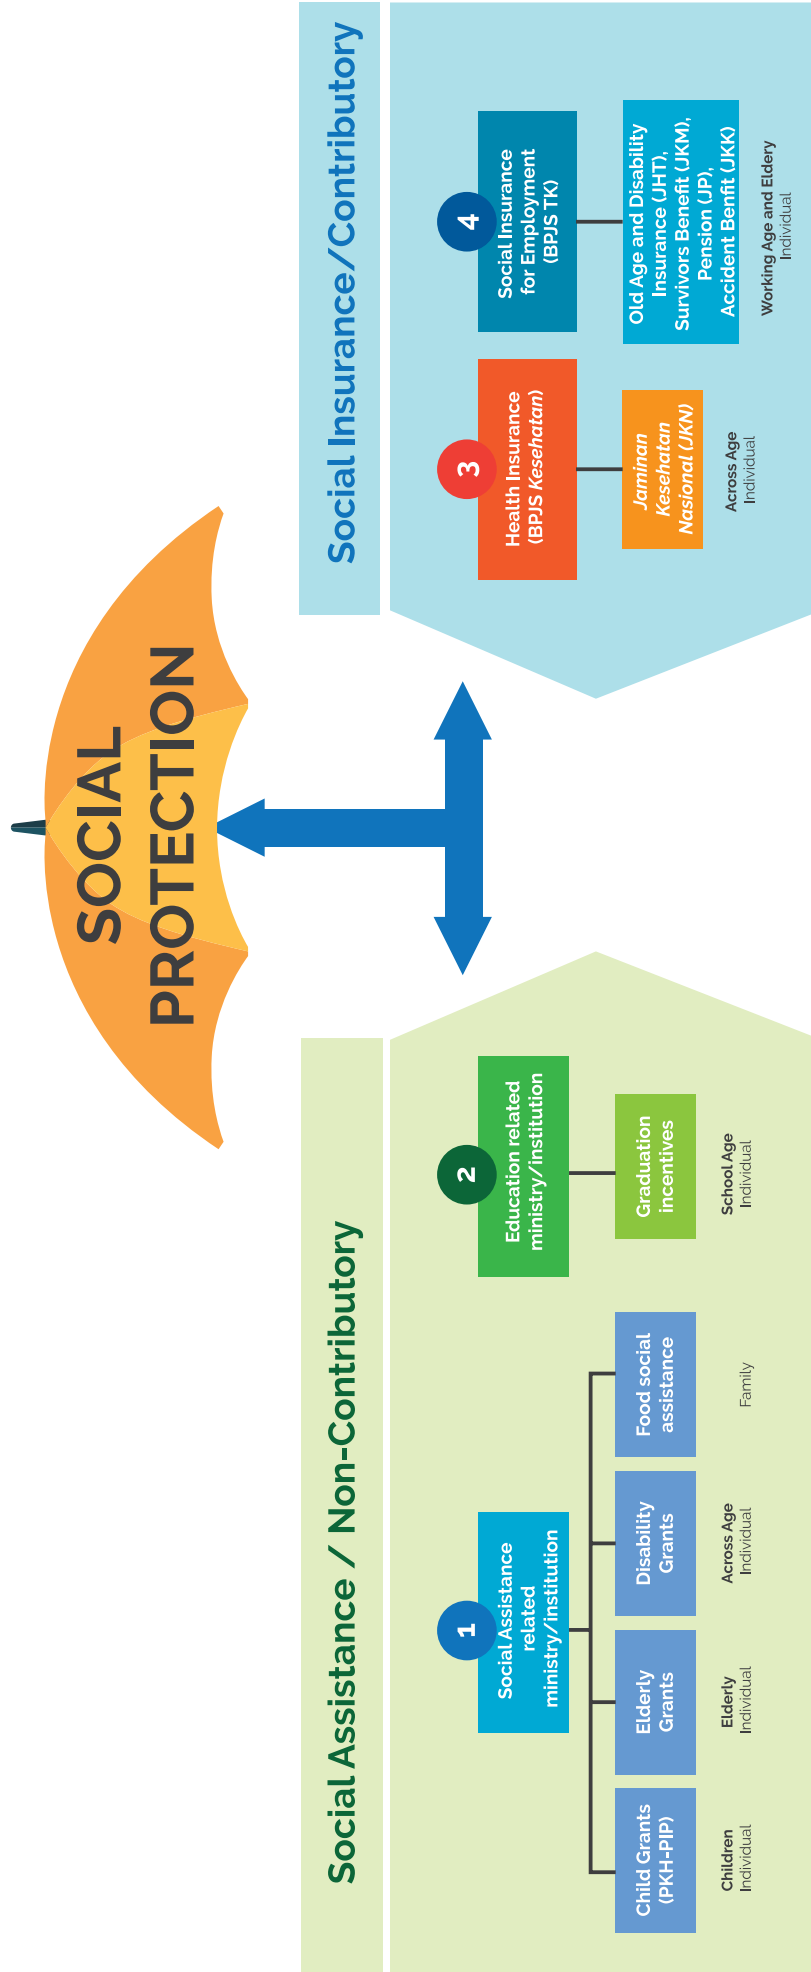 SOCIAL
PROTECTION
Social Assistance / Non-Contributory
1
Social Assistance
related
ministry/institution
Child Grants
(PKH-PIP)
Children
Individual
Elderly
Grants
Elderly
Individual
Disability
Grants
Across Age
Individual
Food social
assistance
Family
2
Education related
ministry/institution
Graduation
incentives
School Age
Individual
Social Insurance/Contributory
3
Health Insurance
(BPJS Kesehatan)
Jaminan
Kesehatan
Nasional (JKN)
Across Age
Individual
4
Social Insurance
for Employment
(BPJS TK)
Old Age and Disability
Insurance (JHT),
Survivors Benefit (JKM),
Pension (JP),
Accident Benfit (JKK)
Working Age and Eldery
Individual